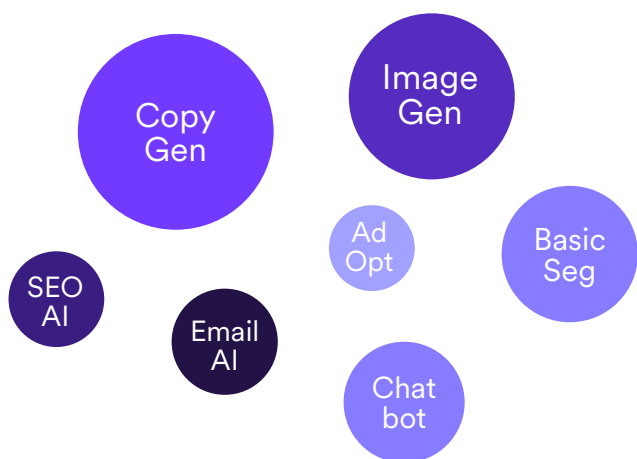 Copy
Gen
Image
Gen
Ad
Opt
Basic
Seg
SEO
AI
Email
AI
Chat
bot